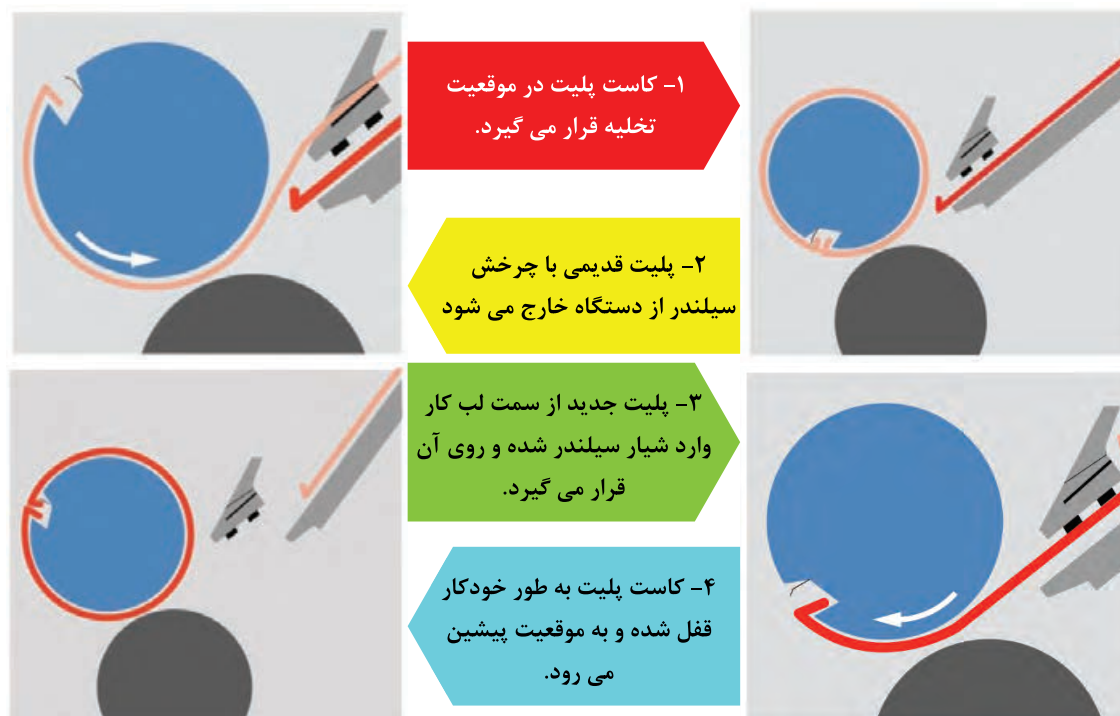 ۱- کاست پلیت در موقعیت
تخلیه قرار می گیرد.
۲- پلیت قدیمی با چرخش
سیلندر از دستگاه خارج می شود
۳- پلیت جدید از سمت لب کار
وارد شیار سیلندر شده و روی آن
قرار می گیرد.
۴- کاست پلیت به طور خودکار
قفل شده و به موقعیت پیشین
می رود.